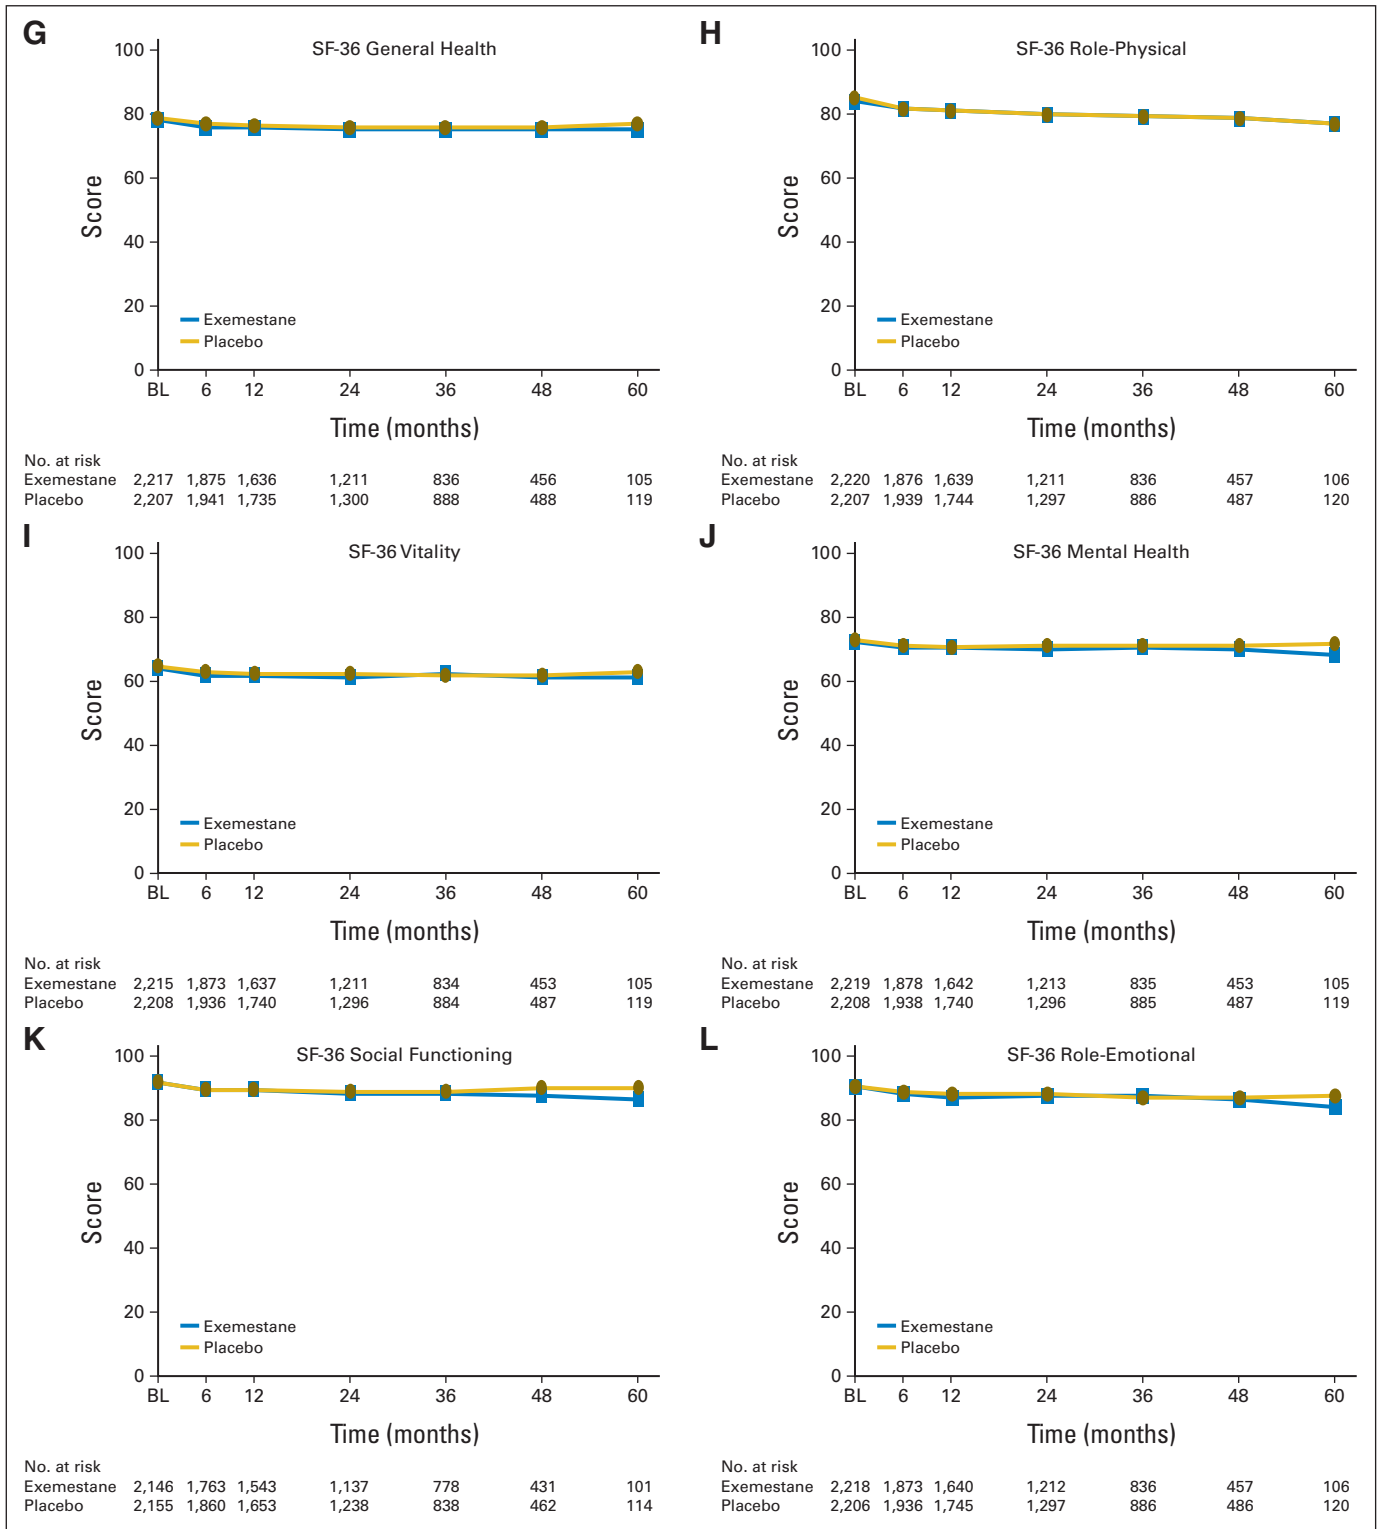 G
SF-36 General Health
100
80
60
40
20
0
Score
Exemestane
Placebo
BL 6 12 24 36 48 60
Time (months)
No. at risk
Exemestane 2,217 1,875 1,636 1,211 836 456 105
Placebo 2,207 1,941 1,735 1,300 888 488 119
H
SF-36 Role-Physical
100
80
60
40
20
0
Score
Exemestane
Placebo
BL 6 12 24 36 48 60
Time (months)
No. at risk
Exemestane 2,220 1,876 1,639 1,211 836 457 106
Placebo 2,207 1,939 1,744 1,297 886 487 120
I
SF-36 Vitality
100
80
60
40
20
0
Score
Exemestane
Placebo
BL 6 12 24 36 48 60
Time (months)
No. at risk
Exemestane 2,215 1,873 1,637 1,211 834 453 105
Placebo 2,208 1,936 1,740 1,296 884 487 119
J
SF-36 Mental Health
100
80
60
40
20
0
Score
Exemestane
Placebo
BL 6 12 24 36 48 60
Time (months)
No. at risk
Exemestane 2,219 1,878 1,642 1,213 835 453 105
Placebo 2,208 1,938 1,740 1,296 885 487 119
K
SF-36 Social Functioning
100
80
60
40
20
0
Score
Exemestane
Placebo
BL 6 12 24 36 48 60
Time (months)
No. at risk
Exemestane 2,146 1,763 1,543 1,137 778 431 101
Placebo 2,155 1,860 1,653 1,238 838 462 114
L
SF-36 Role-Emotional
100
80
60
40
20
0
Score
Exemestane
Placebo
BL 6 12 24 36 48 60
Time (months)
No. at risk
Exemestane 2,218 1,873 1,640 1,212 836 457 106
Placebo 2,206 1,936 1,745 1,297 886 486 120